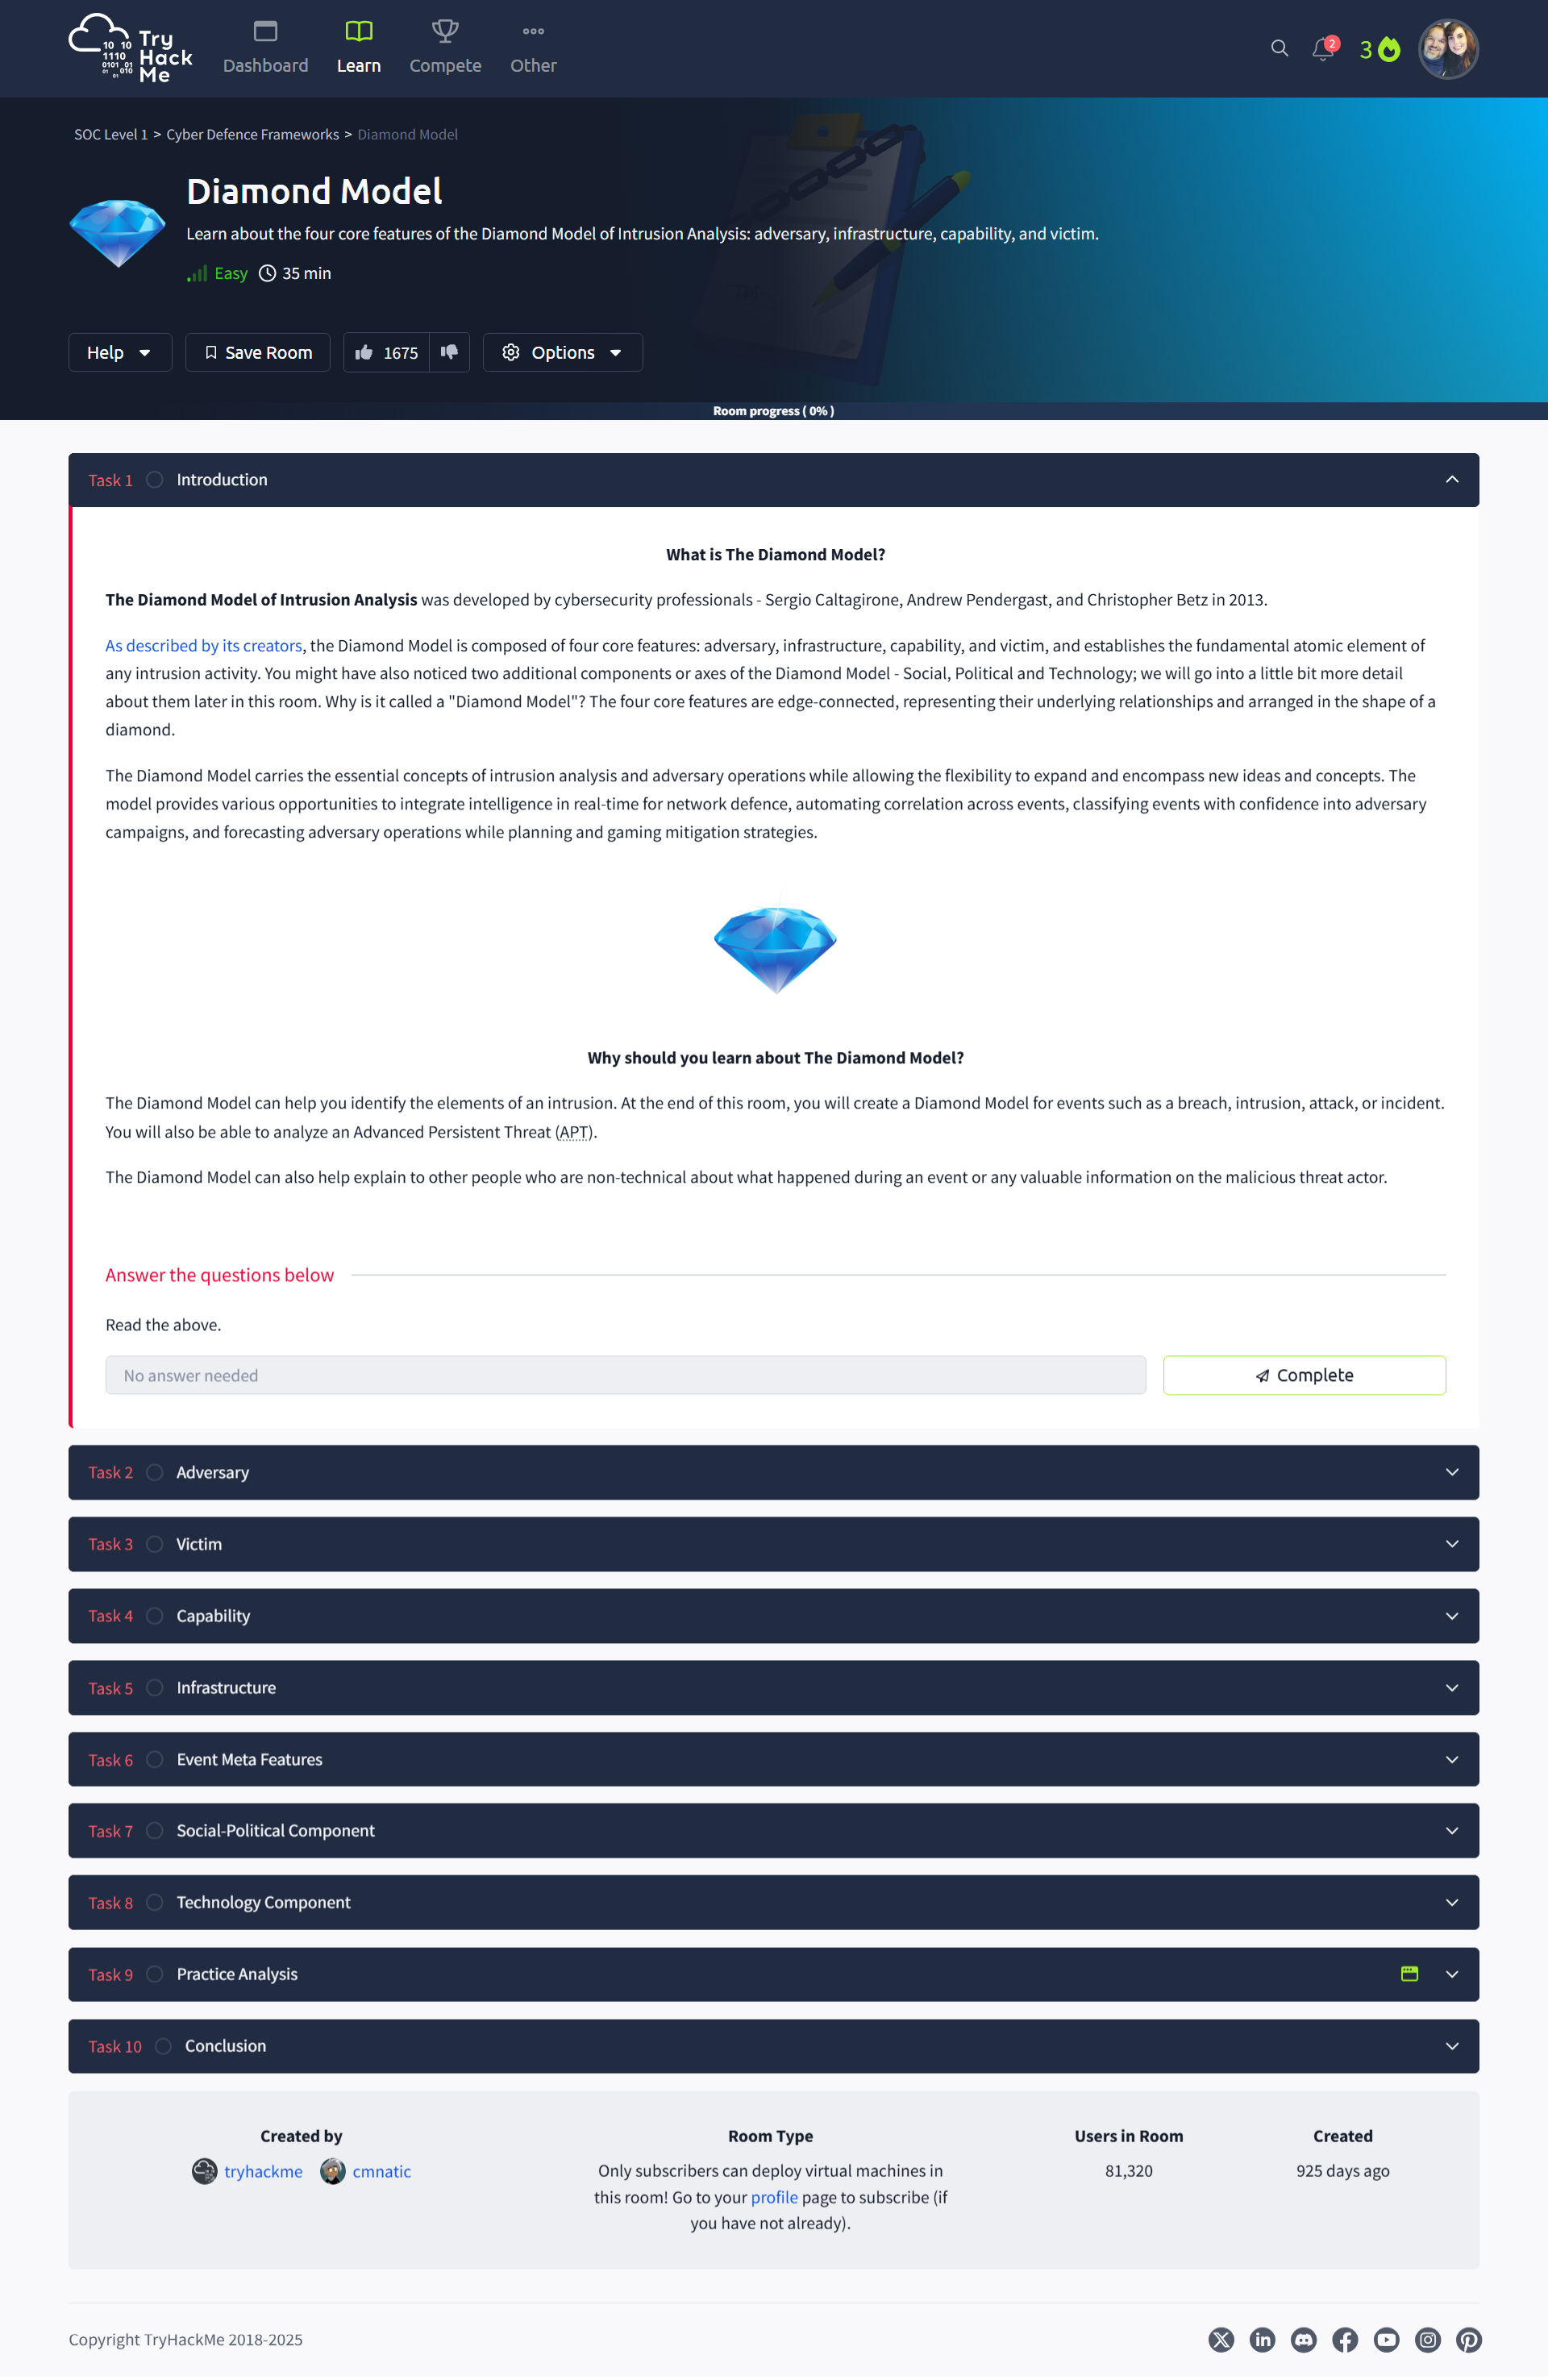 Try
Hack
Me
10 10
1110
0101 01
01 010
01
Dashboard
Learn
Compete
Other
2
3
SOC Level 1 > Cyber Defence Frameworks > Diamond Model
Diamond Model
Learn about the four core features of the Diamond Model of Intrusion Analysis: adversary, infrastructure, capability, and victim.
Easy 35 min
Help
Save Room
1675
Options
Room progress ( 0% )
Task 1 Introduction
What is The Diamond Model?
The Diamond Model of Intrusion Analysis was developed by cybersecurity professionals - Sergio Caltagirone, Andrew Pendergast, and Christopher Betz in 2013.
As described by its creators, the Diamond Model is composed of four core features: adversary, infrastructure, capability, and victim, and establishes the fundamental atomic element of
any intrusion activity. You might have also noticed two additional components or axes of the Diamond Model - Social, Political and Technology; we will go into a little bit more detail
about them later in this room. Why is it called a "Diamond Model"? The four core features are edge-connected, representing their underlying relationships and arranged in the shape of a
diamond.
The Diamond Model carries the essential concepts of intrusion analysis and adversary operations while allowing the flexibility to expand and encompass new ideas and concepts. The
model provides various opportunities to integrate intelligence in real-time for network defence, automating correlation across events, classifying events with confidence into adversary
campaigns, and forecasting adversary operations while planning and gaming mitigation strategies.
Why should you learn about The Diamond Model?
The Diamond Model can help you identify the elements of an intrusion. At the end of this room, you will create a Diamond Model for events such as a breach, intrusion, attack, or incident.
You will also be able to analyze an Advanced Persistent Threat (APT).
The Diamond Model can also help explain to other people who are non-technical about what happened during an event or any valuable information on the malicious threat actor.
Answer the questions below
Read the above.
No answer needed
Complete
Task 2 Adversary
Task 3 Victim
Task 4 Capability
Task 5 Infrastructure
Task 6 Event Meta Features
Task 7 Social-Political Component
Task 8 Technology Component
Task 9 Practice Analysis
Task 10 Conclusion
Created by
tryhackme cmnatic
Room Type
Only subscribers can deploy virtual machines in
this room! Go to your profile page to subscribe (if
you have not already).
Users in Room
81,320
Created
925 days ago
Copyright TryHackMe 2018-2025